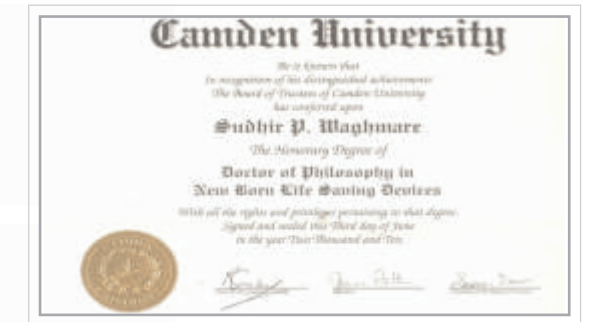 Camden University
Be it known that
In recognition of his distinguished achievements
The Board of Trustees of Camden University
has conferred upon
Sudhir P. Waghmare
The Honorary Degree of
Doctor of Philosophy in
New Born Life Saving Devices
With all the rights and privileges pertaining to that degree.
Signed and sealed this Third day of June
in the year Two Thousand and Ten